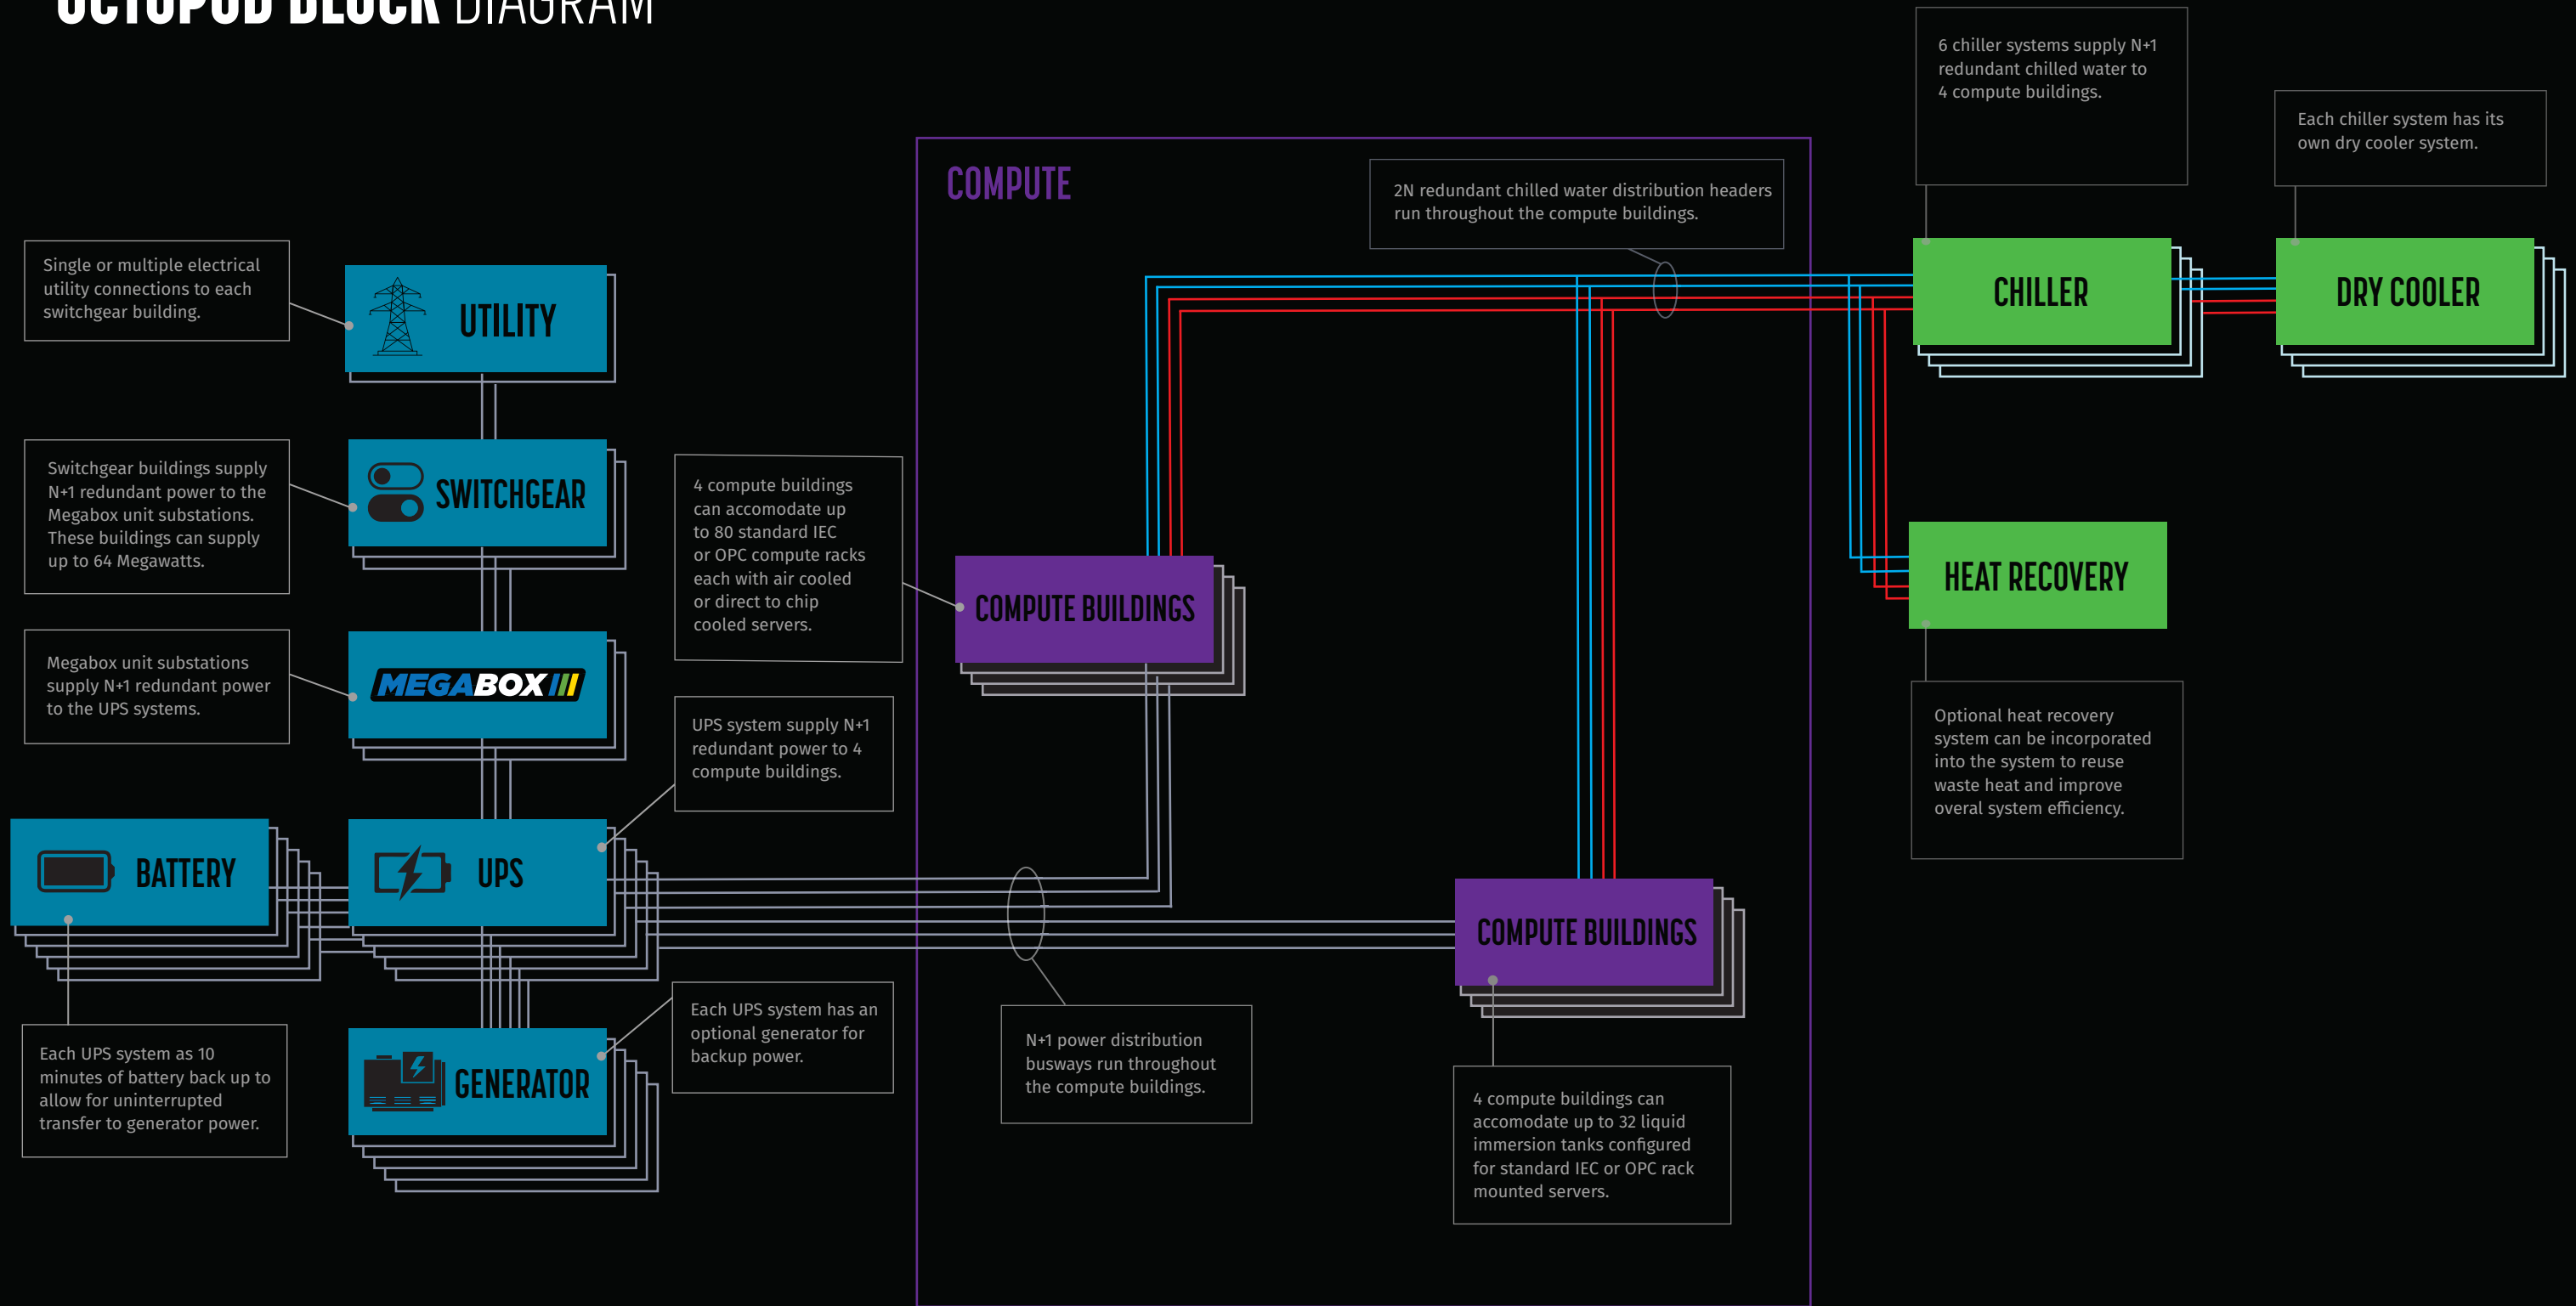 OCTOPOD BLOCK DIAGRAM
6 chiller systems supply N+1
redundant chilled water to
4 compute buildings.
Each chiller system has its
own dry cooler system.
COMPUTE
2N redundant chilled water distribution headers
run throughout the compute buildings.
Single or multiple electrical
utility connections to each
switchgear building.
UTILITY
CHILLER
DRY COOLER
Switchgear buildings supply
N+1 redundant power to the
Megabox unit substations.
These buildings can supply
up to 64 Megawatts.
SWITCHGEAR
4 compute buildings
can accomodate up
to 80 standard IEC
or OPC compute racks
each with air cooled
or direct to chip
cooled servers.
COMPUTE BUILDINGS
HEAT RECOVERY
Megabox unit substations
supply N+1 redundant power
to the UPS systems.
MEGABOX
UPS system supply N+1
redundant power to 4
compute buildings.
Optional heat recovery
system can be incorporated
into the system to reuse
waste heat and improve
overal system efficiency.
BATTERY
UPS
COMPUTE BUILDINGS
Each UPS system as 10
minutes of battery back up to
allow for uninterrupted
transfer to generator power.
GENERATOR
Each UPS system has an
optional generator for
backup power.
N+1 power distribution
busways run throughout
the compute buildings.
4 compute buildings can
accomodate up to 32 liquid
immersion tanks configured
for standard IEC or OPC rack
mounted servers.